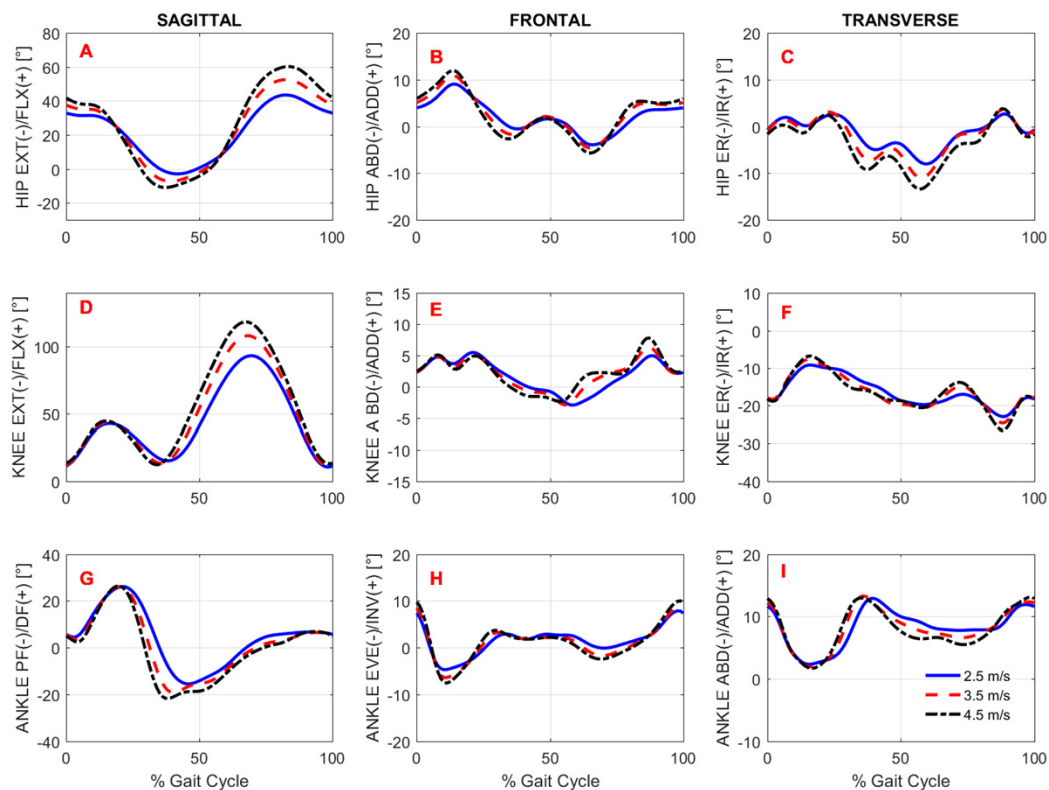 SAGITTAL FRONTAL TRANSVERSE
A
HIP EXT(-)/FLX(+) [°]
80
60
40
20
0
-20
0 50 100
B
HIP ABD(-)/ADD(+) [°]
20
10
0
-10
-20
0 50 100
C
HIP ER(-)/IR(+) [°]
20
10
0
-10
-20
0 50 100
D
KNEE EXT(-)/FLX(+) [°]
100
50
0
0 50 100
E
KNEE A BD(-)/ADD(+) [°]
15
10
5
0
-5
-10
-15
0 50 100
F
KNEE ER(-)/IR(+) [°]
10
0
-10
-20
-30
-40
0 50 100
G
ANKLE PF(-)/DF(+) [°]
40
20
0
-20
-40
0 50 100
% Gait Cycle
H
ANKLE EVE(-)/INV(+) [°]
20
10
0
-10
-20
0 50 100
% Gait Cycle
I
ANKLE ABD(-)/ADD(+) [°]
20
10
0
-10
2.5 m/s
3.5 m/s
4.5 m/s
0 50 100
% Gait Cycle